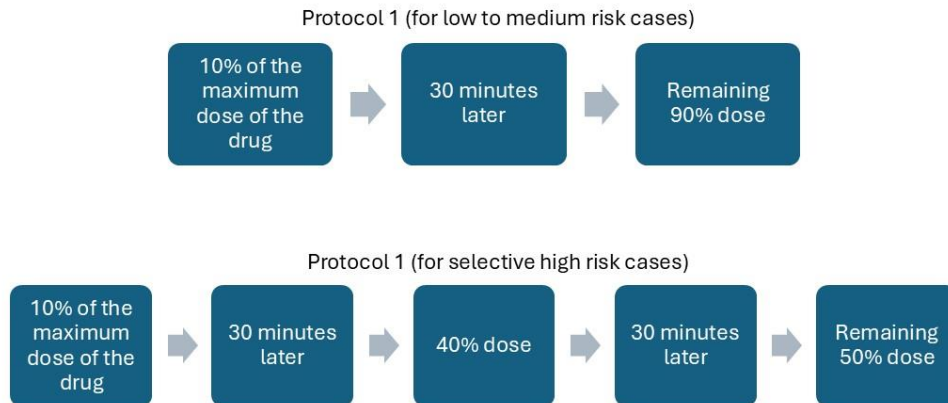 Protocol 1 (for low to medium risk cases)
10% of the
maximum
dose of the
drug
30 minutes
later
Remaining
90% dose
Protocol 1 (for selective high risk cases)
10% of the
maximum
dose of the
drug
30 minutes
later
40% dose
30 minutes
later
Remaining
50% dose